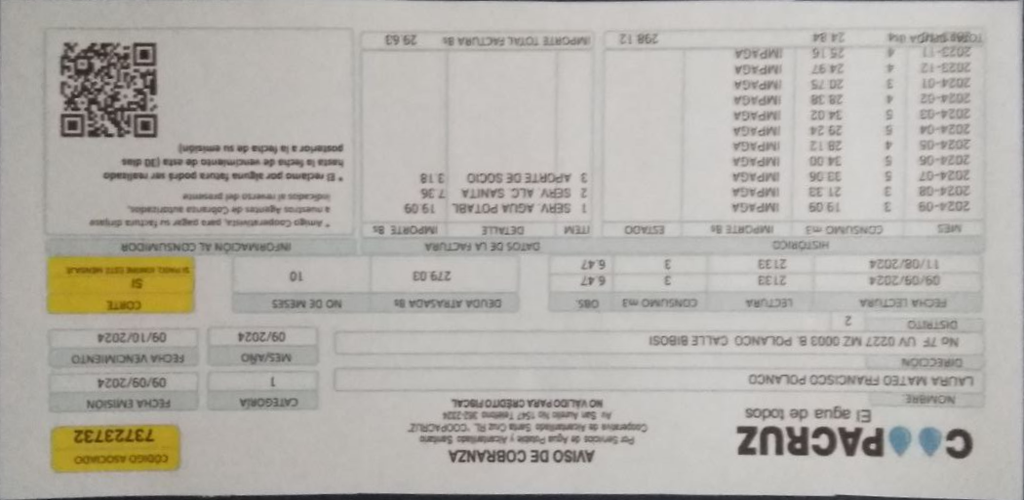 COOPACRUZ
El agua de todos
AVISO DE COBRANZA
Por Servicios de Agua Potable y Alcantarillado Sanitario
Cooperativa de Alcantarillado Santa Cruz RL. "COOPACRUZ"
Av. San Aurelio No 1547 Teléfono 352-2324
NO VÁLIDO PARA CRÉDITO FISCAL
CÓDIGO ASOCIADO
73723732
NOMBRE:
LAURA MATEO FRANCISCO POLANCO
CATEGORÍA
1
FECHA EMISIÓN
09/09/2024
DIRECCIÓN
No 7F UV 0227 MZ 0003 B. POLANCO CALLE BIBOSI
MES/AÑO
09/2024
FECHA VENCIMIENTO
09/10/2024
DISTRITO
2
FECHA LECTURA LECTURA CONSUMO m3 OBS.
09/09/2024 2133 3 6.47
11/08/2024 2133 3 6.47
DEUDA ATRASADA Bs NO DE MESES
279.03 10
CORTE
SI
SI PAGO, IGNORE ESTE MENSAJE
HISTÓRICO
MES CONSUMO m3 IMPORTE Bs ESTADO
2024-09 3 19.09 IMPAGA
2024-08 3 21.33 IMPAGA
2024-07 5 33.06 IMPAGA
2024-06 5 34.00 IMPAGA
2024-05 4 28.12 IMPAGA
2024-04 5 29.24 IMPAGA
2024-03 5 34.02 IMPAGA
2024-02 4 28.38 IMPAGA
2024-01 3 20.75 IMPAGA
2023-12 4 24.97 IMPAGA
2023-11 4 25.16 IMPAGA
24.84 298.12
DATOS DE LA FACTURA
ITEM DETALLE IMPORTE Bs
1 SERV. AGUA POTABL 19.09
2 SERV. ALC. SANITA 7.36
3 APORTE DE SOCIO 3.18
IMPORTE TOTAL FACTURA Bs 29.63
INFORMACIÓN AL CONSUMIDOR
* Amigo Cooperativista, para pagar su factura diríjase
a nuestros Agentes de Cobranza autorizados,
indicados al reverso del presente
* El reclamo por alguna fatura podrá ser realizado
hasta la fecha de vencimiento de esta (30 días
posterior a la fecha de su emisión)